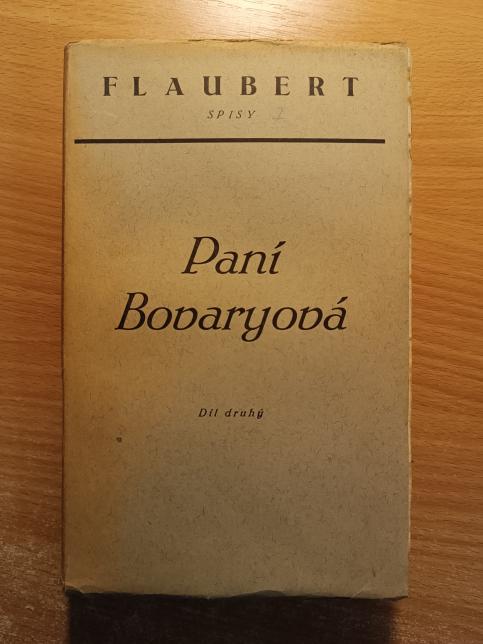 FLAUBERT
SPISY
Paní
Bovaryová
Díl druhý